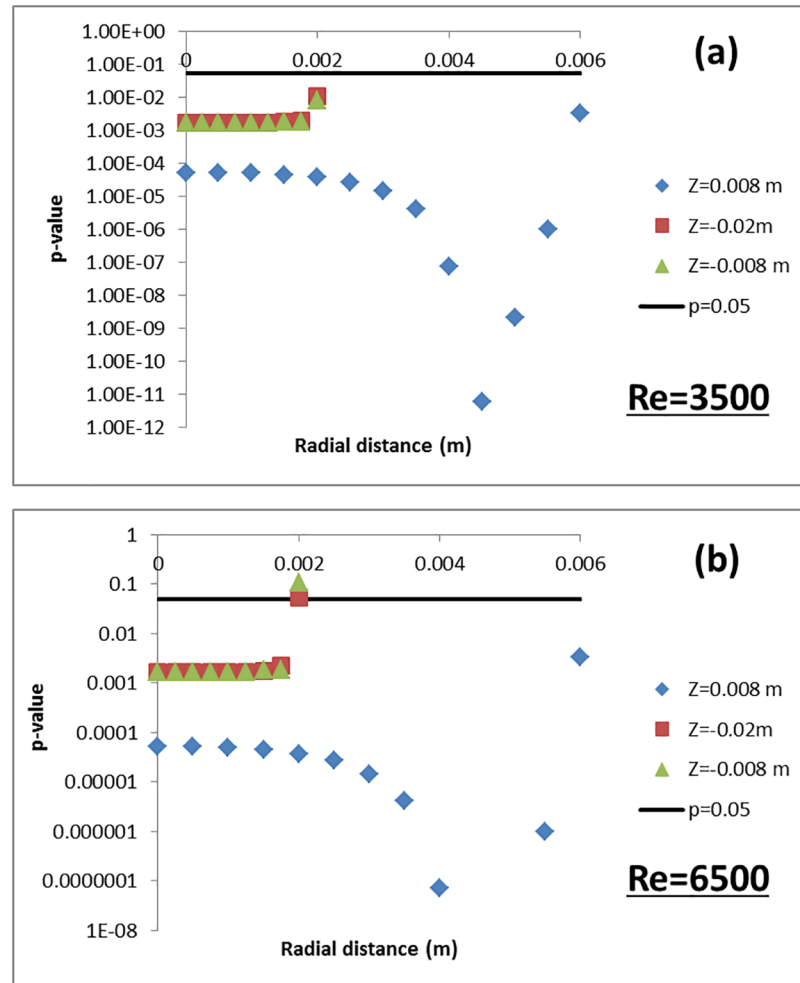 1.00E+00
0 0.002 0.004 0.006
(a)
1.00E-01
1.00E-02
1.00E-03
1.00E-04
1.00E-05
1.00E-06
1.00E-07
1.00E-08
1.00E-09
1.00E-10
1.00E-11
1.00E-12
p-value
Radial distance (m)
Z=0.008 m
Z=-0.02m
Z=-0.008 m
p=0.05
Re=3500
1
0 0.002 0.004 0.006
(b)
0.1
0.01
0.001
0.0001
0.00001
0.000001
0.0000001
1E-08
p-value
Radial distance (m)
Z=0.008 m
Z=-0.02m
Z=-0.008 m
p=0.05
Re=6500